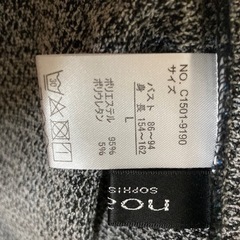 NO. C1501-9190
サイズ
バスト 86~94
身長 154~162
L
ポリエステル 95%
ポリウレタン 5%
SOPHIS